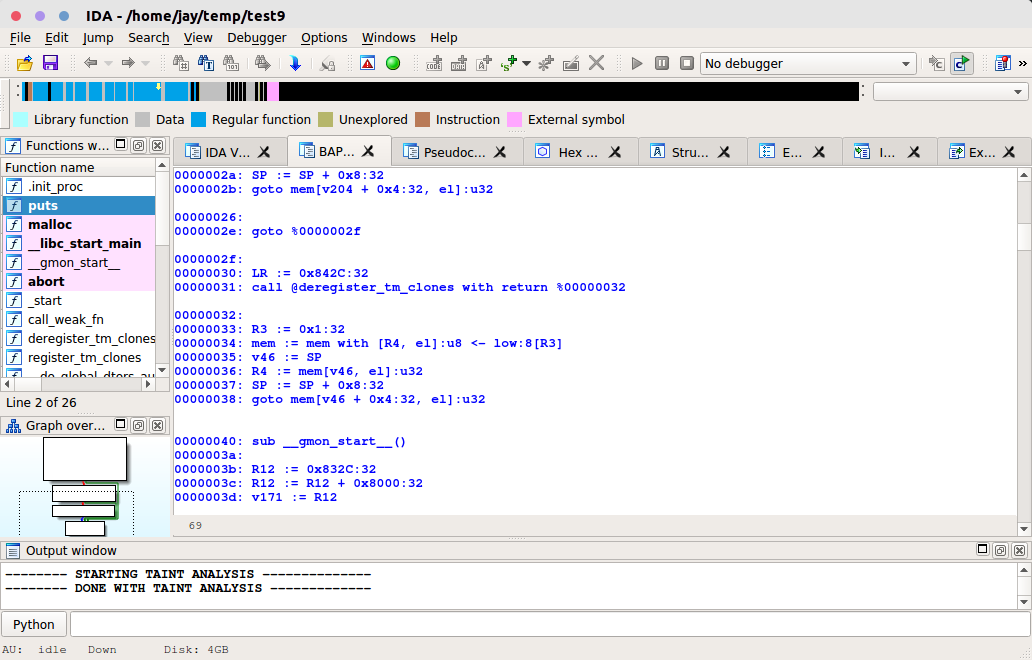 IDA - /home/jay/temp/test9
File Edit Jump Search View Debugger Options Windows Help
No debugger
Library function Data Regular function Unexplored Instruction External symbol
Functions w...
IDA V... BAP... Pseudoc... Hex ... Stru... E... I... Ex...
Function name
.init_proc
puts
malloc
__libc_start_main
__gmon_start__
abort
_start
call_weak_fn
deregister_tm_clones
register_tm_clones
Line 2 of 26
Graph over...
0000002a: SP := SP + 0x8:32
0000002b: goto mem[v204 + 0x4:32, el]:u32
00000026:
0000002e: goto %0000002f
0000002f:
00000030: LR := 0x842C:32
00000031: call @deregister_tm_clones with return %00000032
00000032:
00000033: R3 := 0x1:32
00000034: mem := mem with [R4, el]:u8 <- low:8[R3]
00000035: v46 := SP
00000036: R4 := mem[v46, el]:u32
00000037: SP := SP + 0x8:32
00000038: goto mem[v46 + 0x4:32, el]:u32
00000040: sub __gmon_start__()
0000003a:
0000003b: R12 := 0x832C:32
0000003c: R12 := R12 + 0x8000:32
0000003d: v171 := R12
69
Output window
-------- STARTING TAINT ANALYSIS --------------
-------- DONE WITH TAINT ANALYSIS -------------
Python
AU: idle Down Disk: 4GB